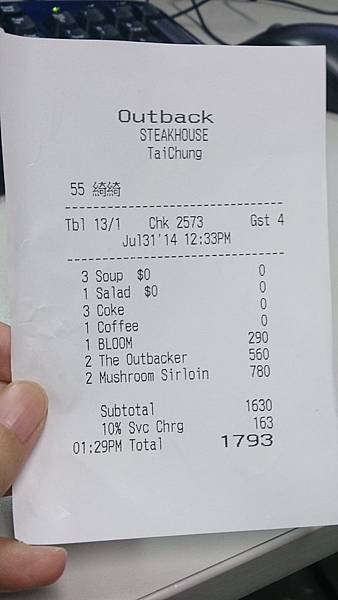 Outback
STEAKHOUSE
TaiChung
55 綺綺
Tbl 13/1 Chk 2573 Gst 4
Jul31'14 12:33PM
3 Soup $0 0
1 Salad $0 0
3 Coke 0
1 Coffee 0
1 BLOOM 290
2 The Outbacker 560
2 Mushroom Sirloin 780
Subtotal 1630
10% Svc Chrg 163
01:29PM Total 1793